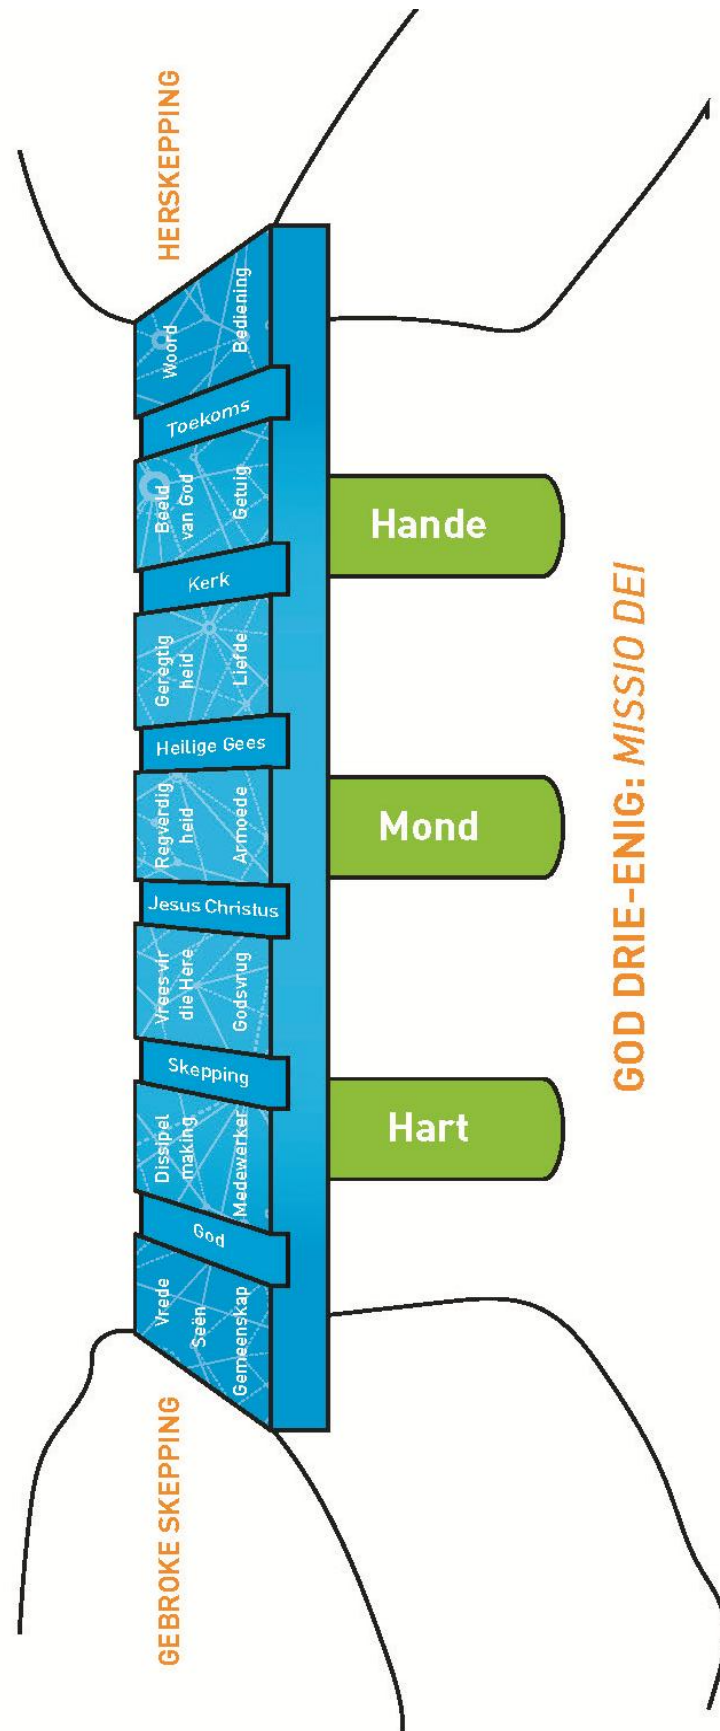 GEBROKE SKEPPING
HERSKEPPING
Vrede
Seën
Gemeenskap
God
Dissipel
making
Medewerker
Skepping
Vrees vir
die Here
Godsvrug
Jesus Christus
Regverdig
heid
Armoede
Heilige Gees
Geregtig
heid
Liefde
Kerk
Beeld
van God
Getuig
Toekoms
Woord
Bediening
Hart
Mond
Hande
GOD DRIE-ENIG: MISSIO DEI